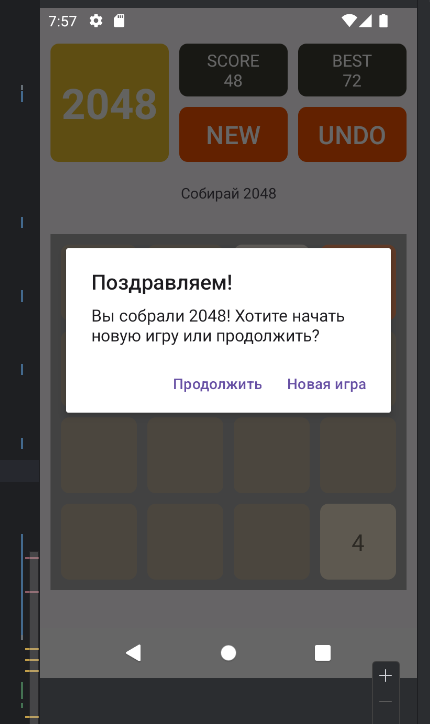 7:57
2048
SCORE
48
BEST
72
NEW
UNDO
Собирай 2048
Поздравляем!
Вы собрали 2048! Хотите начать
новую игру или продолжить?
Продолжить
Новая игра
4